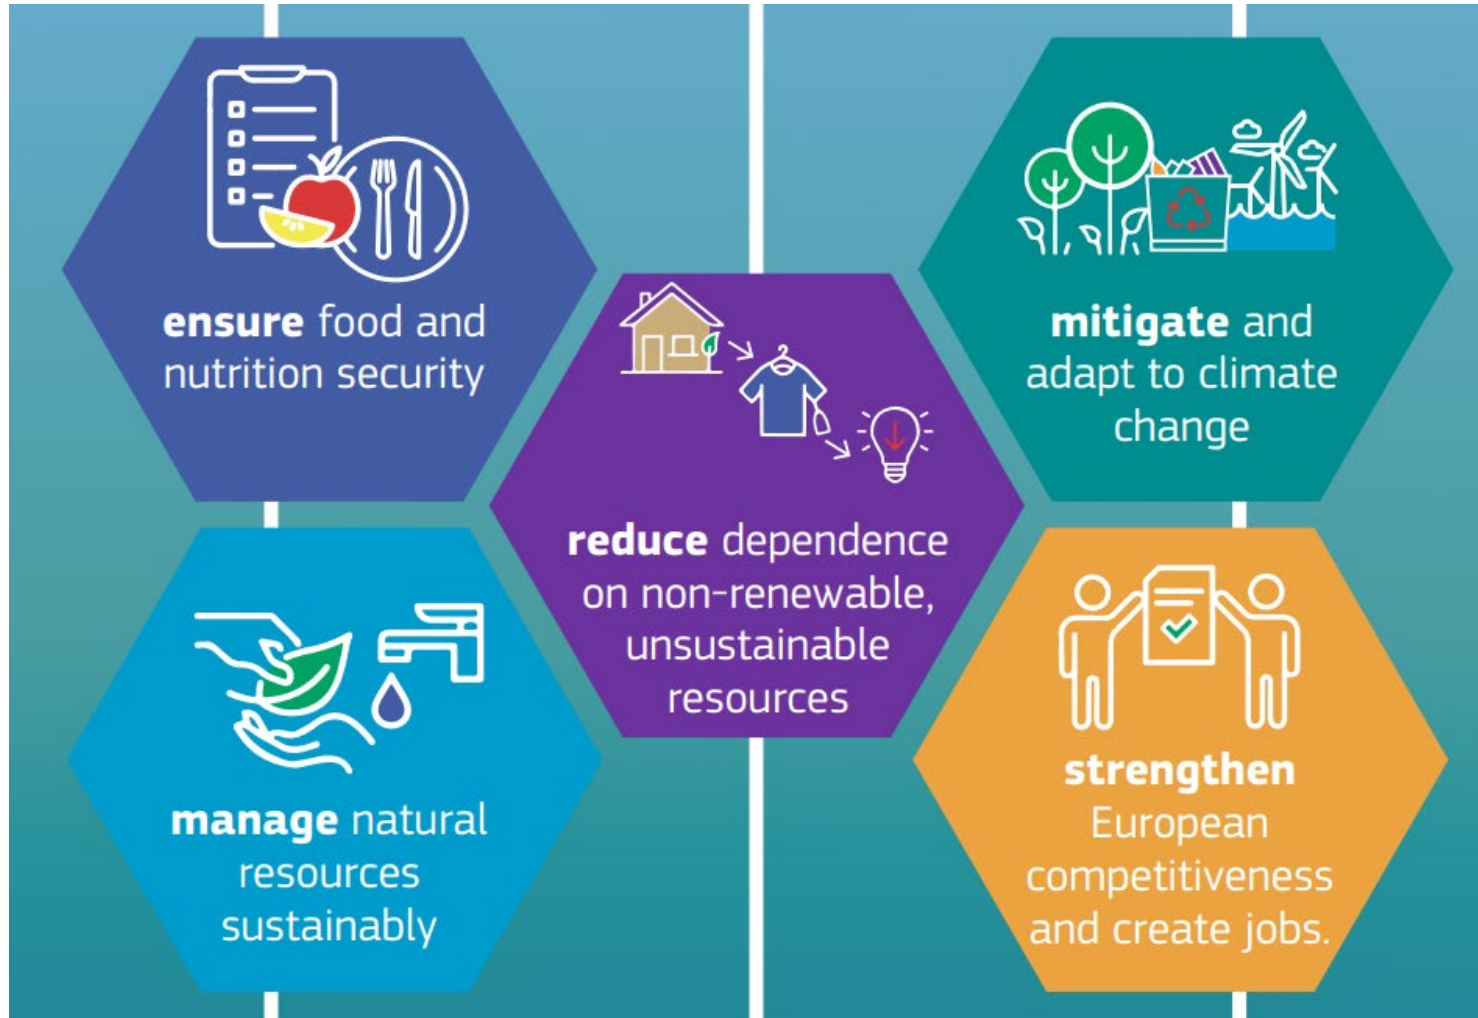 ensure food and
nutrition security
manage natural
resources
sustainably
reduce dependence
on non-renewable,
unsustainable
resources
mitigate and
adapt to climate
change
strengthen
European
competitiveness
and create jobs.